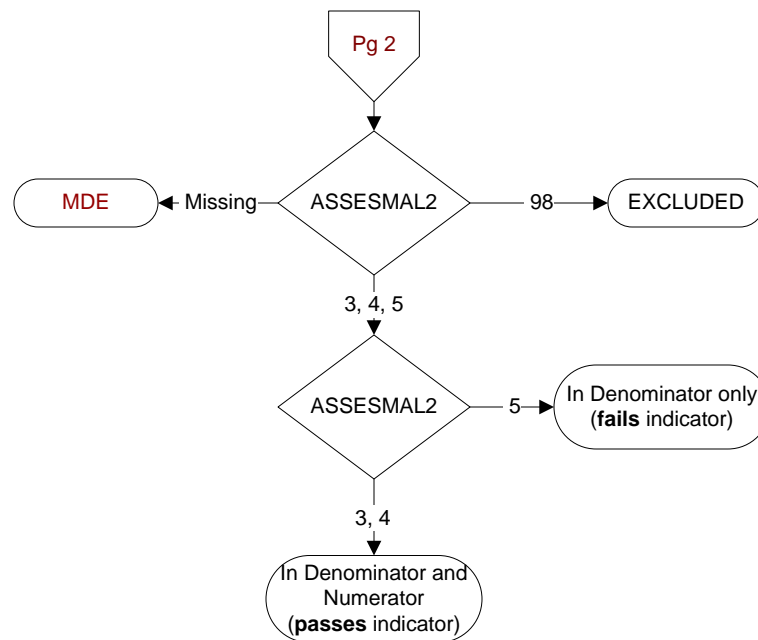 Pg 2
MDE
Missing
ASSESMAL2
98
EXCLUDED
3, 4, 5
ASSESMAL2
5
In Denominator only
(fails indicator)
3, 4
In Denominator and
Numerator
(passes indicator)